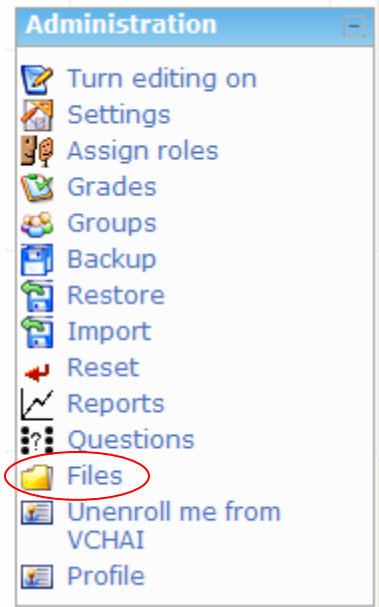 Administration
Turn editing on
Settings
Assign roles
Grades
Groups
Backup
Restore
Import
Reset
Reports
Questions
Files
Unenroll me from
VCHAI
Profile